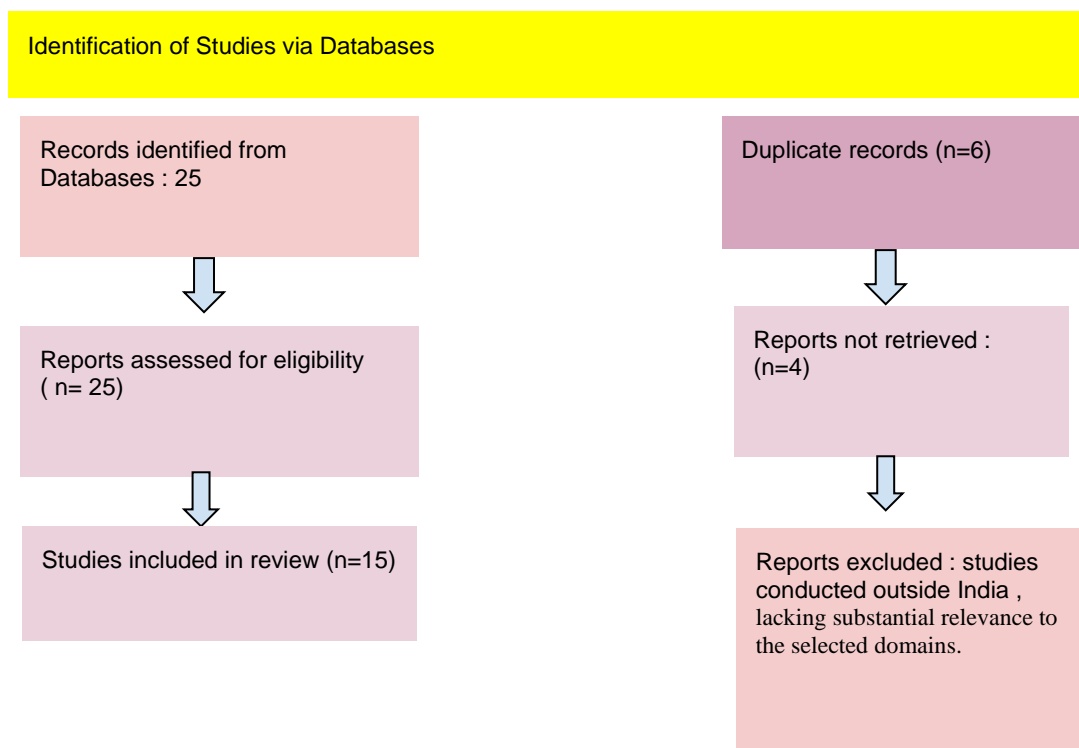 Identification of Studies via Databases
Records identified from
Databases : 25
Duplicate records (n=6)
Reports assessed for eligibility
( n= 25)
Reports not retrieved :
(n=4)
Studies included in review (n=15)
Reports excluded : studies
conducted outside India ,
lacking substantial relevance to
the selected domains.